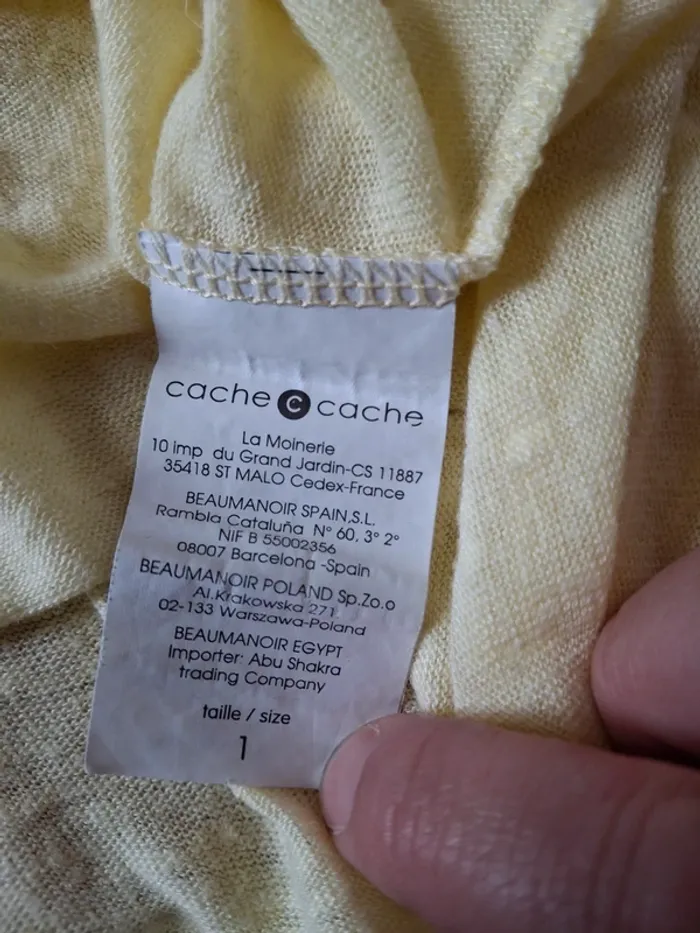 cache c cache
La Moinerie
10 imp du Grand Jardin-CS 11887
35418 ST MALO Cedex-France
BEAUMANOIR SPAIN,S.L.
Rambla Cataluña N° 60, 3° 2°
NIF B 55002356
08007 Barcelona -Spain
BEAUMANOIR POLAND Sp.Zo.o
Al.Krakowska 271
02-133 Warszawa-Poland
BEAUMANOIR EGYPT
Importer: Abu Shakra
trading Company
taille / size
1